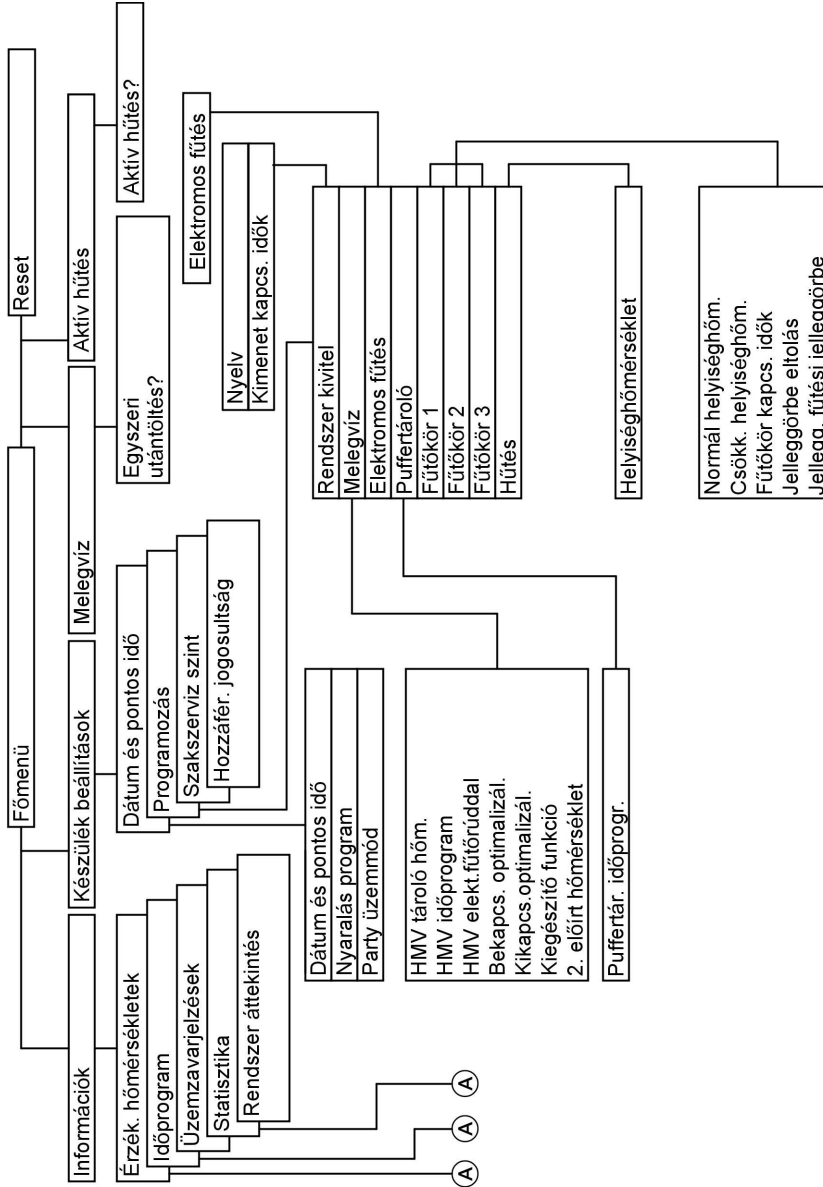 Főmenü
Reset
Információk
Készülék beállítások
Melegvíz
Aktív hűtés
Érzék. hőmérsékletek
Időprogram
Üzemzavarjelzések
Statisztika
Rendszer áttekintés
Dátum és pontos idő
Programozás
Szakszerviz szint
Hozzáfér. jogosultság
Egyszeri
utántöltés?
Aktív hűtés?
Elektromos fűtés
Nyelv
Kimenet kapcs. idők
Dátum és pontos idő
Nyaralás program
Party üzemmód
Rendszer kivitel
Melegvíz
Elektromos fűtés
Puffertároló
Fűtőkör 1
Fűtőkör 2
Fűtőkör 3
Hűtés
HMV tároló hőm.
HMV időprogram
HMV elekt.fűtőrúddal
Bekapcs. optimalizál.
Kikapcs.optimalizál.
Kiegészítő funkció
2. előírt hőmérséklet
Puffertár. időprogr.
Helyiséghőmérséklet
A
A
A
Normál helyiséghőm.
Csökk. helyiséghőm.
Fűtőkör kapcs. idők
Jelleggörbe eltolás
Jellegg. fűtési jelleggörbe